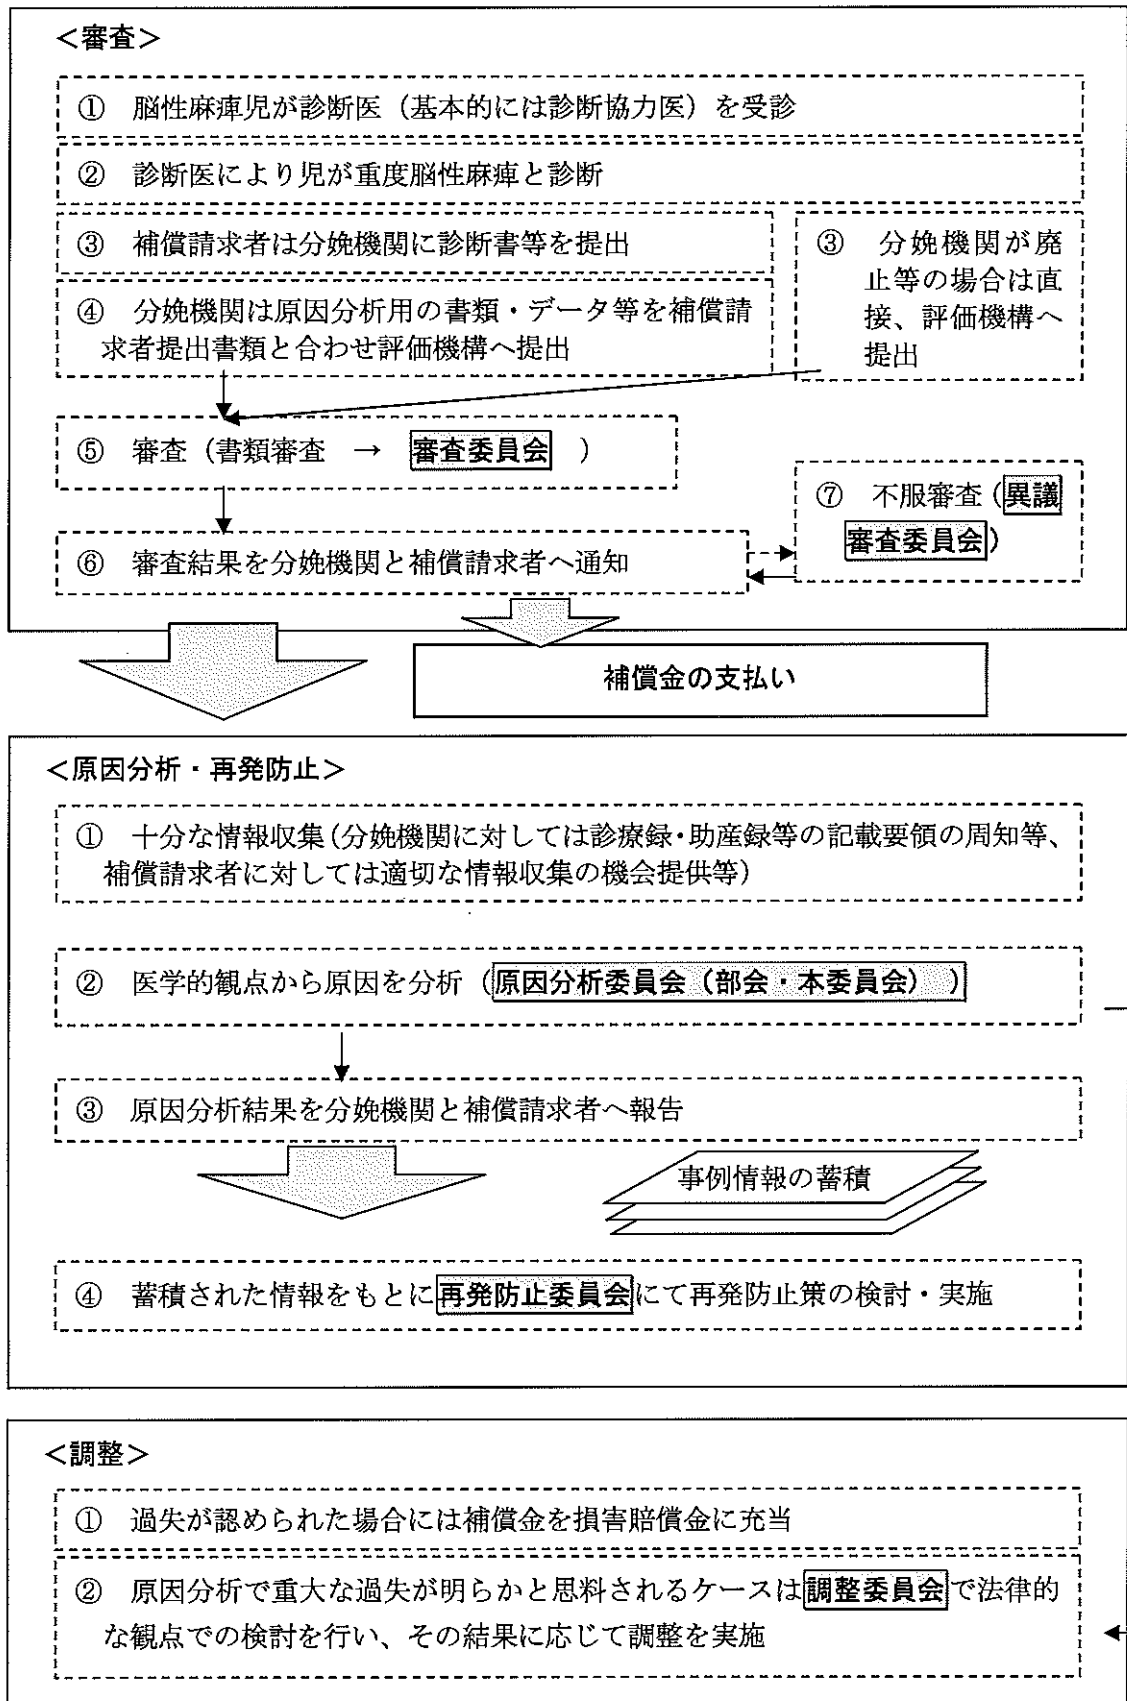 ＜審査＞
① 脳性麻痺児が診断医（基本的には診断協力医）を受診
② 診断医により児が重度脳性麻痺と診断
③ 補償請求者は分娩機関に診断書等を提出
③ 分娩機関が廃
止等の場合は直
接、評価機構へ
提出
④ 分娩機関は原因分析用の書類・データ等を補償請
求者提出書類と合わせ評価機構へ提出
⑤ 審査（書類審査 → 審査委員会 ）
⑦ 不服審査（異議
審査委員会）
⑥ 審査結果を分娩機関と補償請求者へ通知
補償金の支払い
＜原因分析・再発防止＞
① 十分な情報収集（分娩機関に対しては診療録・助産録等の記載要領の周知等、
補償請求者に対しては適切な情報収集の機会提供等）
② 医学的観点から原因を分析（原因分析委員会（部会・本委員会） ）
③ 原因分析結果を分娩機関と補償請求者へ報告
事例情報の蓄積
④ 蓄積された情報をもとに再発防止委員会にて再発防止策の検討・実施
＜調整＞
① 過失が認められた場合には補償金を損害賠償金に充当
② 原因分析で重大な過失が明らかと思料されるケースは調整委員会で法律的
な観点での検討を行い、その結果に応じて調整を実施